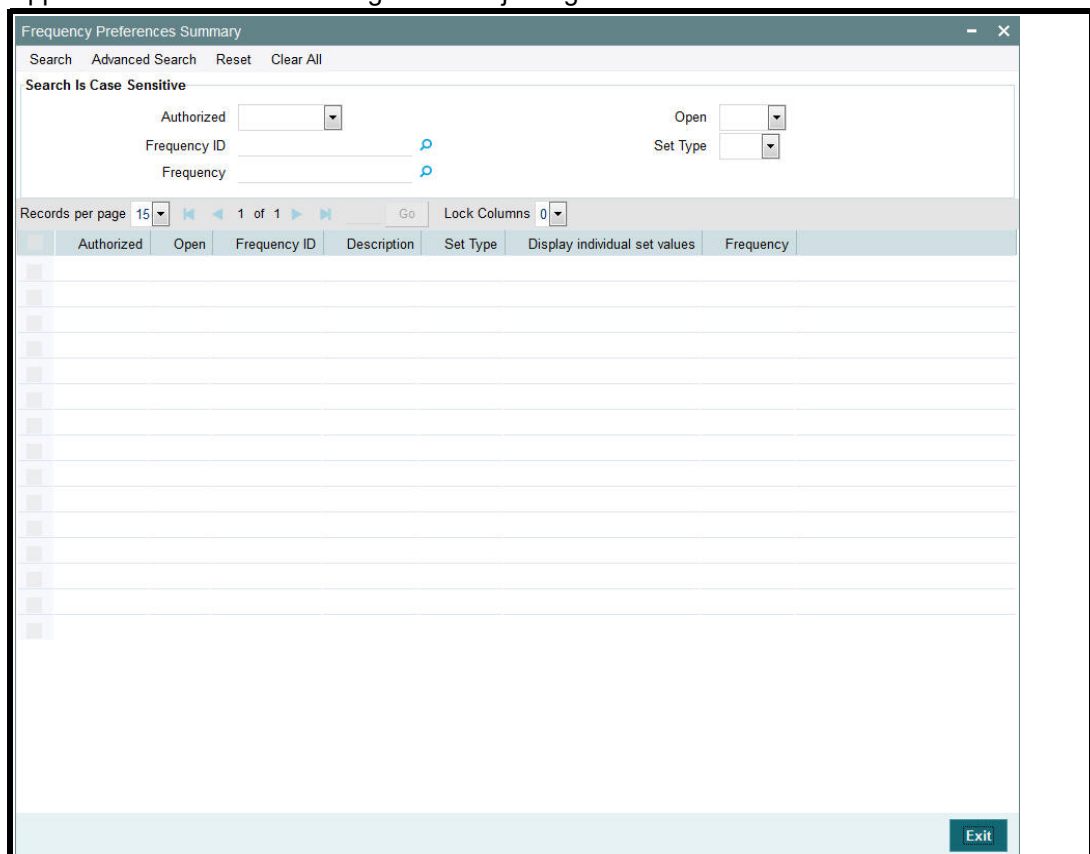 Frequency Preferences Summary
Search Advanced Search Reset Clear All
Search Is Case Sensitive
Authorized Open
Frequency ID Set Type
Frequency
Records per page 15 1 of 1 Go Lock Columns 0
Authorized Open Frequency ID Description Set Type Display individual set values Frequency
Exit